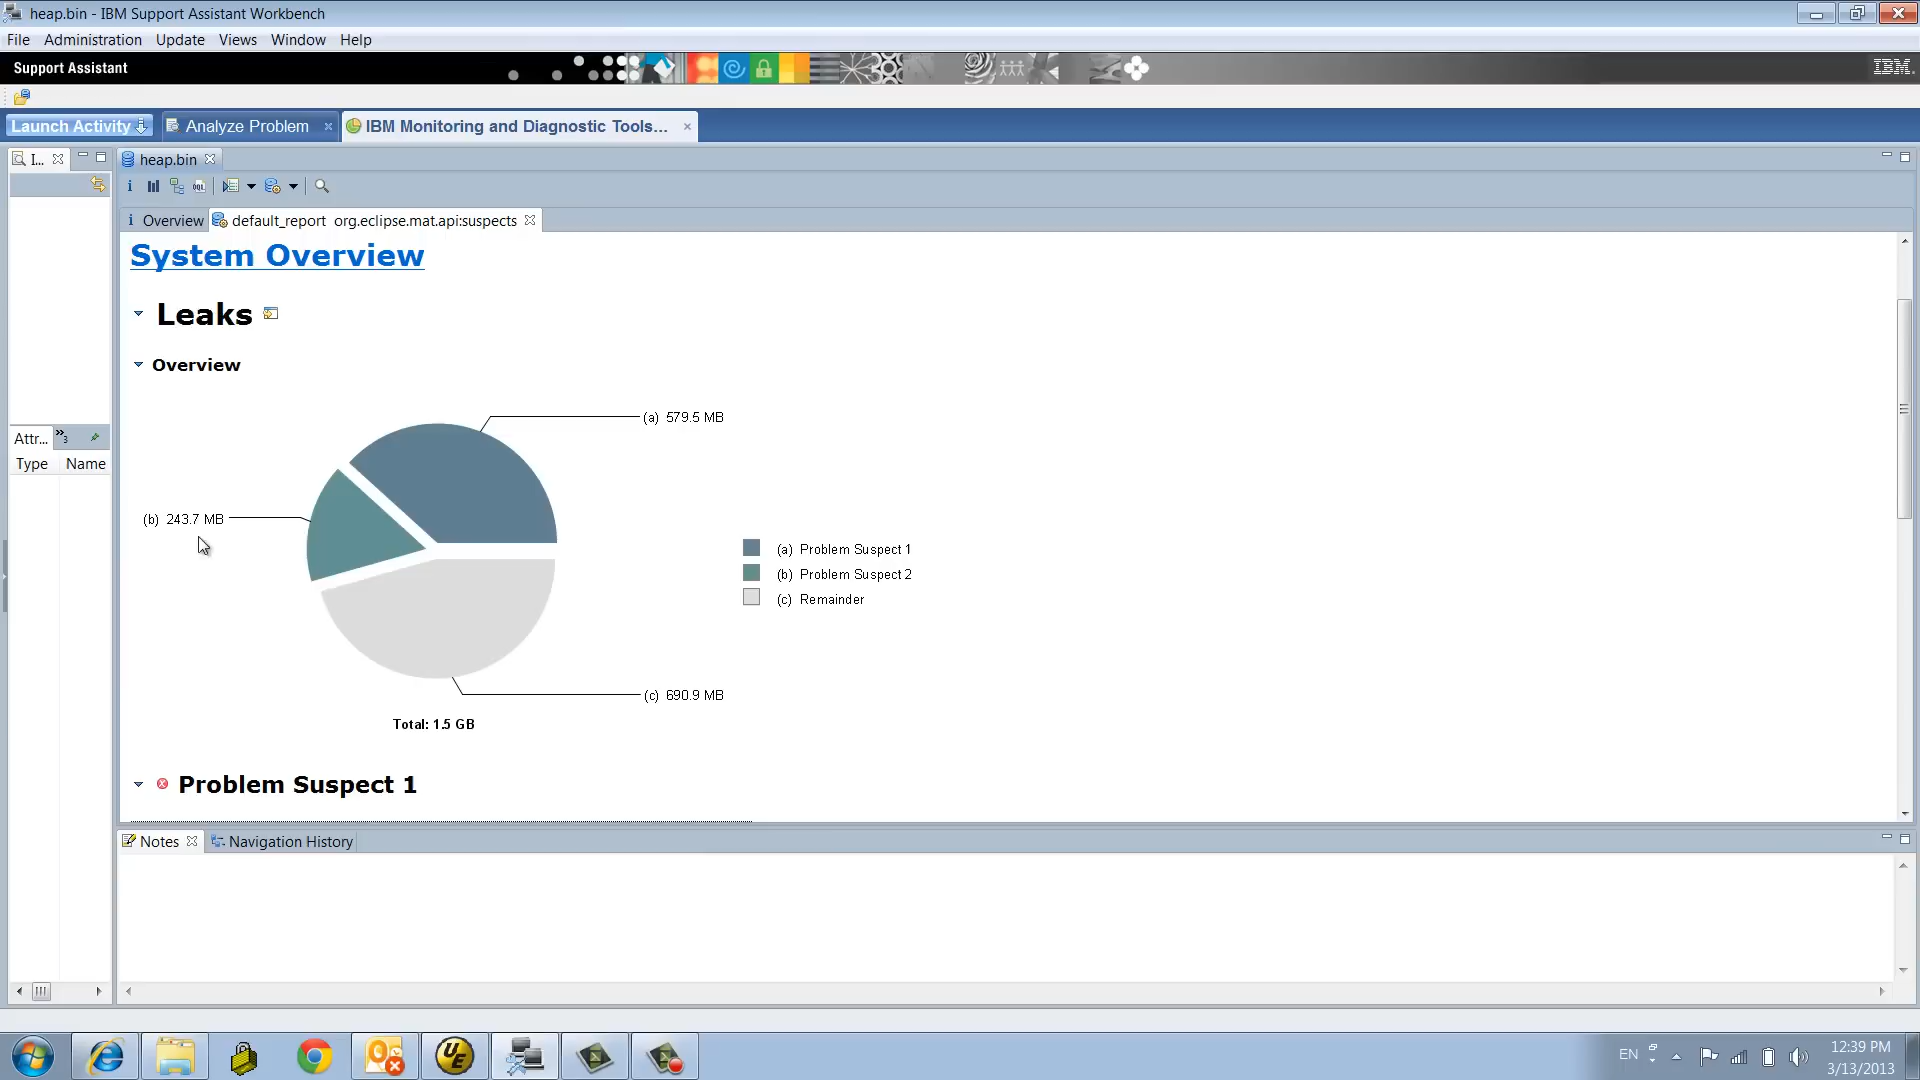 heap.bin - IBM Support Assistant Workbench
File Administration Update Views Window Help
Support Assistant
IBM.
Launch Activity
Analyze Problem
IBM Monitoring and Diagnostic Tools...
I...
heap.bin
i
OQL
i Overview
default_report org.eclipse.mat.api:suspects
System Overview
Leaks
Overview
(a) 579.5 MB
Attr...
»3
Type Name
(b) 243.7 MB
(a) Problem Suspect 1
(b) Problem Suspect 2
(c) Remainder
(c) 690.9 MB
Total: 1.5 GB
Problem Suspect 1
Notes
Navigation History
UE
EN
12:39 PM
3/13/2013